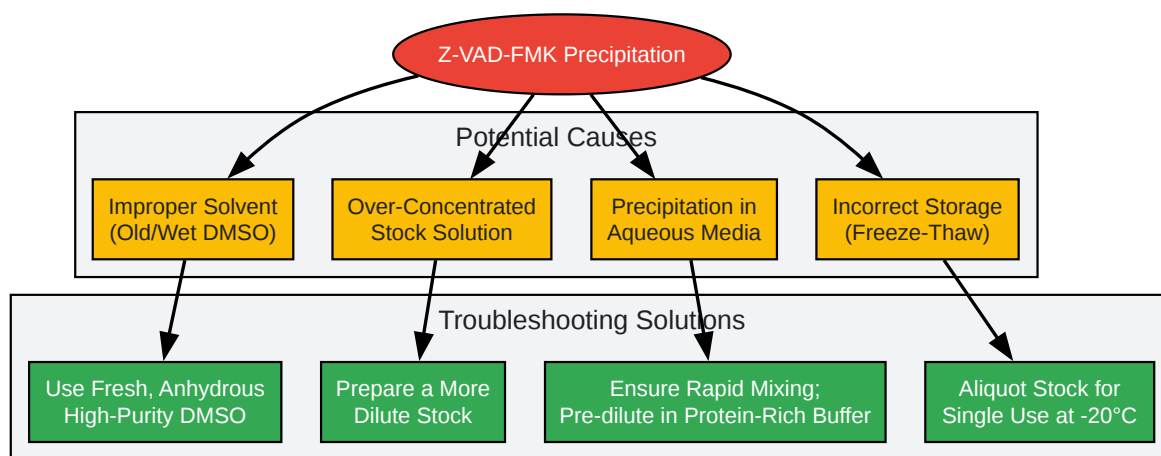 Z-VAD-FMK Precipitation
Potential Causes
Improper Solvent
(Old/Wet DMSO)
Over-Concentrated
Stock Solution
Precipitation in
Aqueous Media
Incorrect Storage
(Freeze-Thaw)
Troubleshooting Solutions
Use Fresh, Anhydrous
High-Purity DMSO
Prepare a More
Dilute Stock
Ensure Rapid Mixing;
Pre-dilute in Protein-Rich Buffer
Aliquot Stock for
Single Use at -20°C